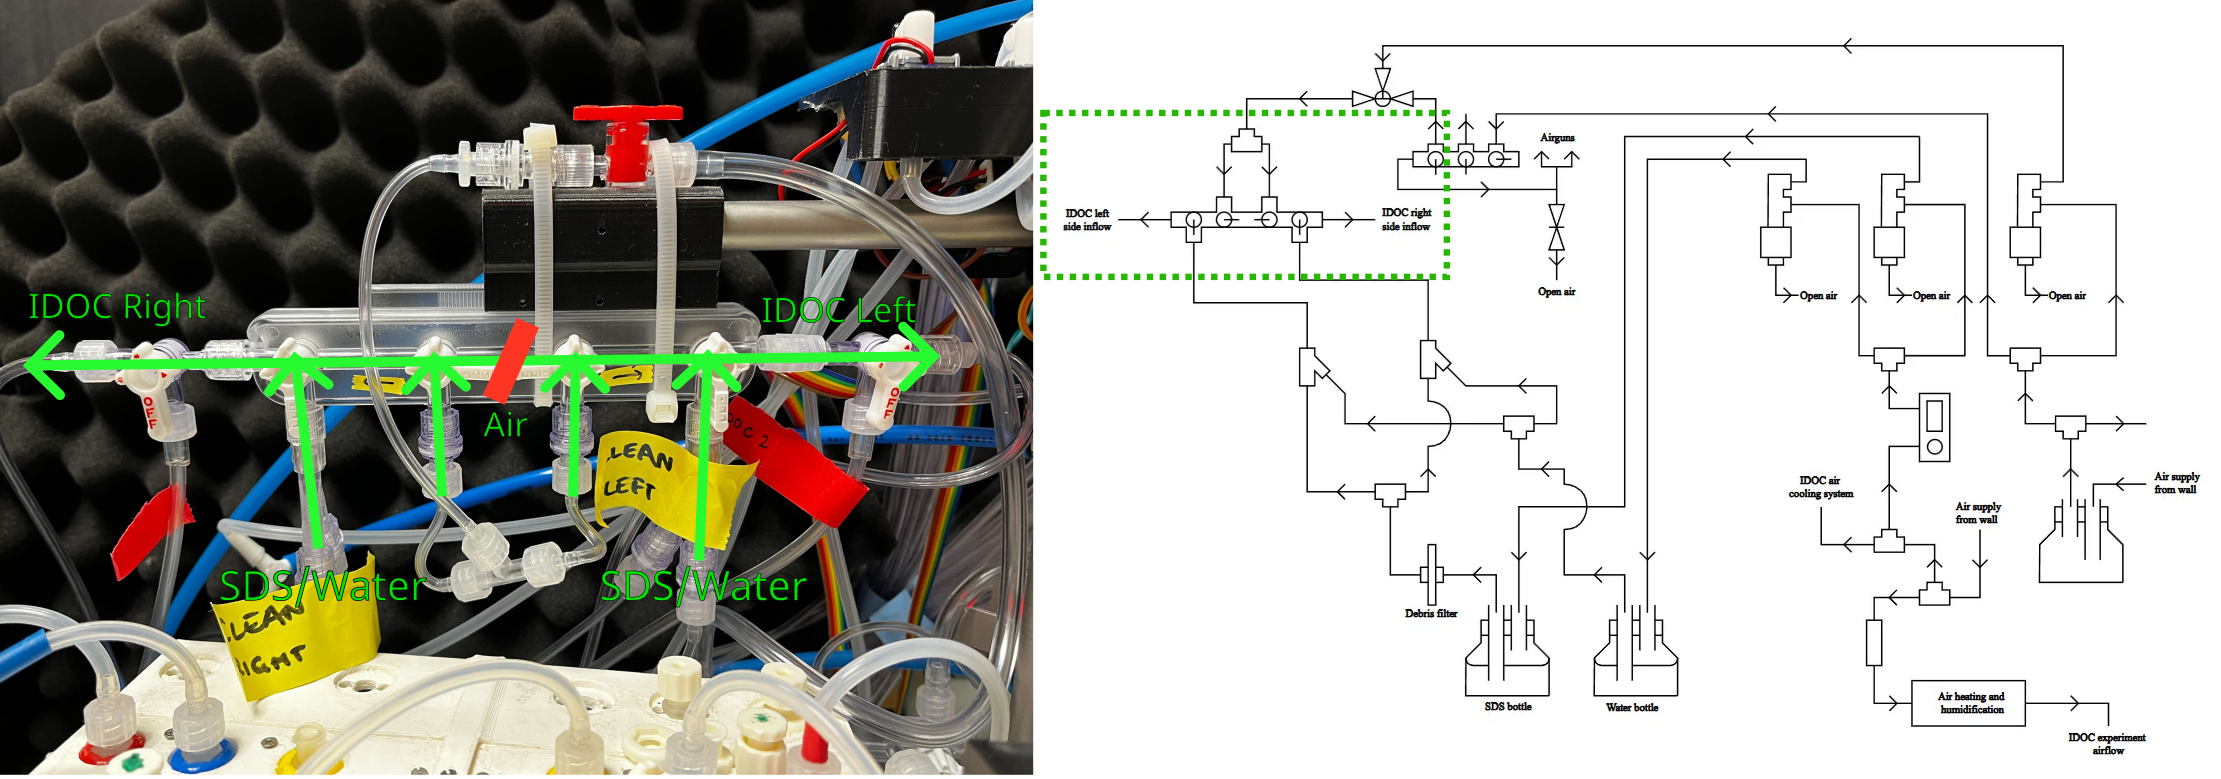 IDOC Right
IDOC Left
Air
OFF
OFF
OC 2
LEAN
LEFT
SDS/Water
SDS/Water
CLEAN
RIGHT
IDOC left
side inflow
IDOC right
side inflow
Airguns
Open air
Open air
Open air
Open air
IDOC air
cooling system
Air supply
from wall
Air supply
from wall
Debris filter
SDS bottle
Water bottle
Air heating and
humidification
IDOC experiment
airflow